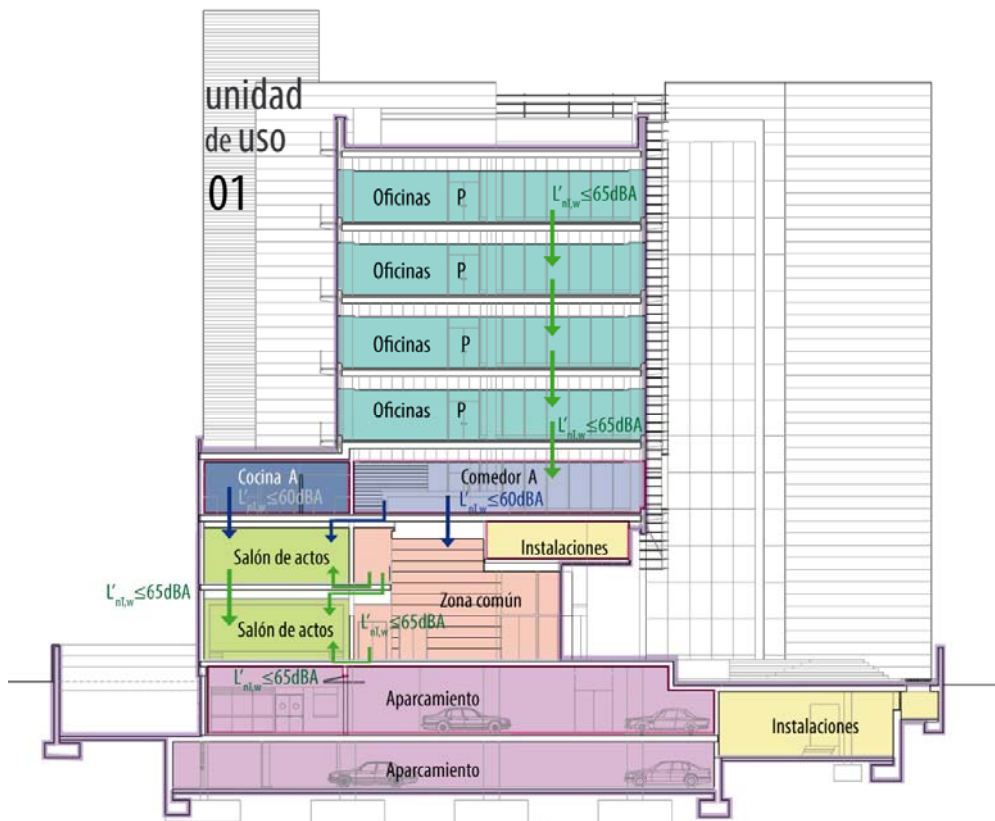 unidad
de uso
01
Oficinas P L'nT,w≤65dBA
Oficinas P
Oficinas P
Oficinas P
L'nT,w≤65dBA
Cocina A
L'nT,w≤60dBA
Comedor A
L'nT,w≤60dBA
Salón de actos
Instalaciones
L'nT,w≤65dBA
Zona común
Salón de actos
L'nT,w≤65dBA
L'nT,w≤65dBA
Aparcamiento
Instalaciones
Aparcamiento